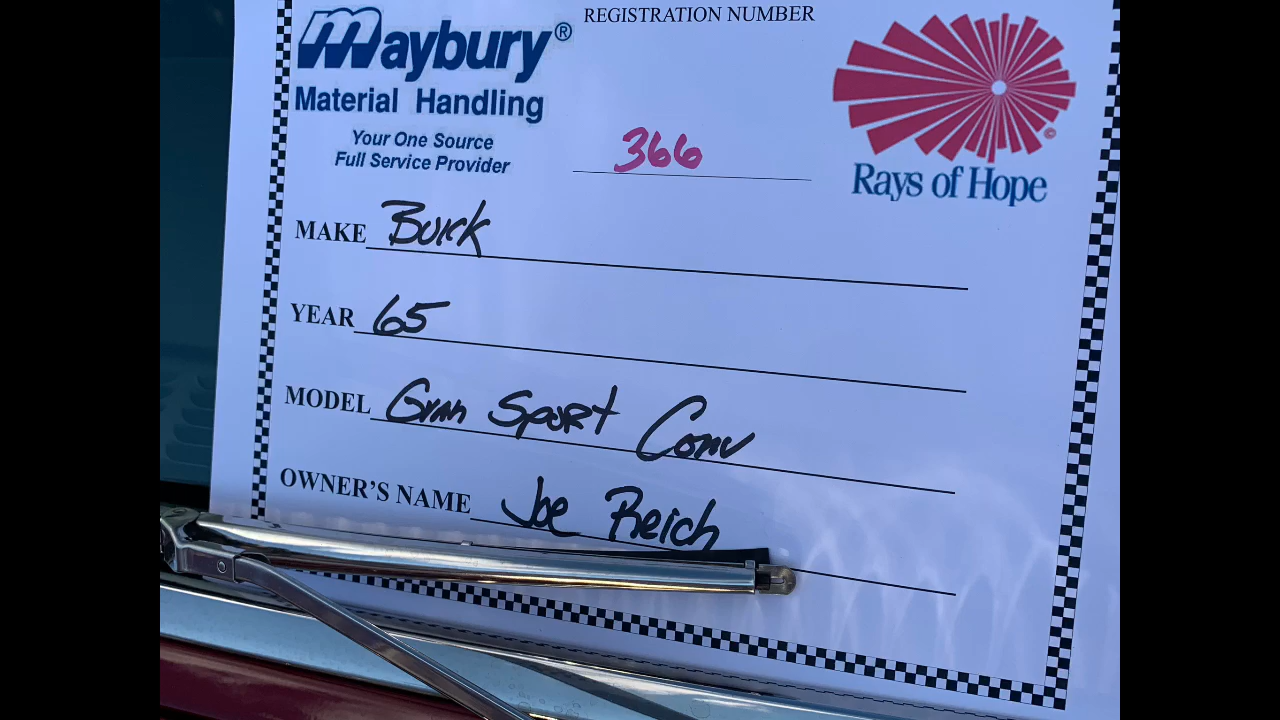 REGISTRATION NUMBER
Maybury®
Material Handling
Your One Source
Full Service Provider
366
©
Rays of Hope
MAKE Buick
YEAR 65
MODEL Gran Sport Conv
OWNER'S NAME Joe Reich